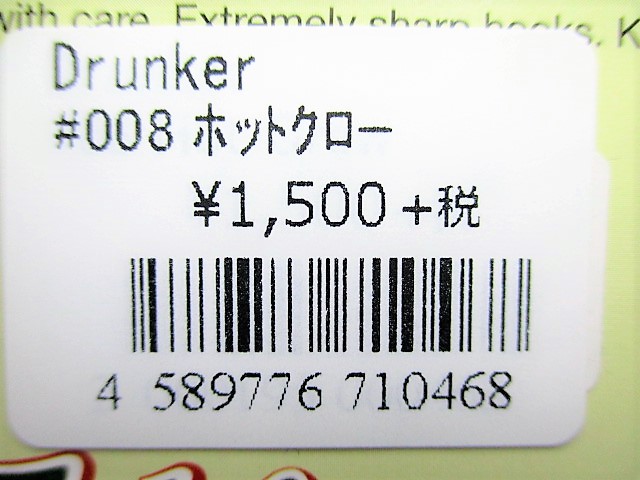 with care. Extremely sharp hooks. K
Drunker
#008 ホットクロー
¥1,500+税
4 589776 710468